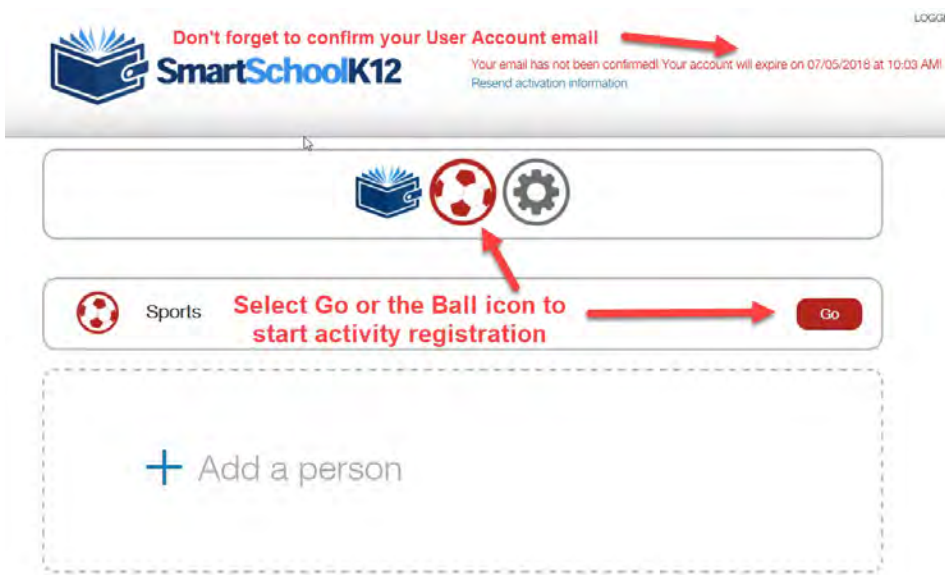 LOGGE
Don't forget to confirm your User Account email
SmartSchoolK12
Your email has not been confirmed! Your account will expire on 07/05/2018 at 10:03 AM!
Resend activation information
Sports
Select Go or the Ball icon to
start activity registration
Go
+ Add a person